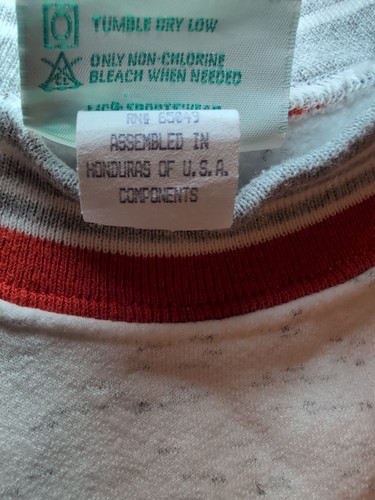 TUMBLE DRY LOW
ONLY NON-CHLORINE
BLEACH WHEN NEEDED
RN# 65049
ASSEMBLED IN
HONDURAS OF U.S.A.
COMPONENTS